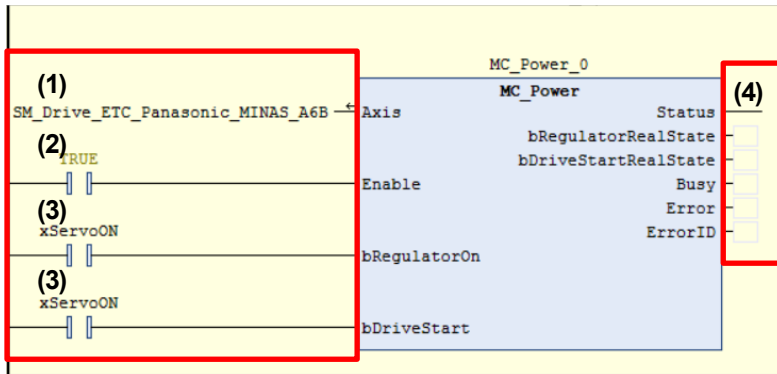 MC_Power_0
MC_Power
(1)
SM_Drive_ETC_Panasonic_MINAS_A6B
Axis
Status
(4)
bRegulatorRealState
(2)
TRUE
bDriveStartRealState
Enable
Busy
Error
(3)
xServoON
ErrorID
bRegulatorOn
(3)
xServoON
bDriveStart